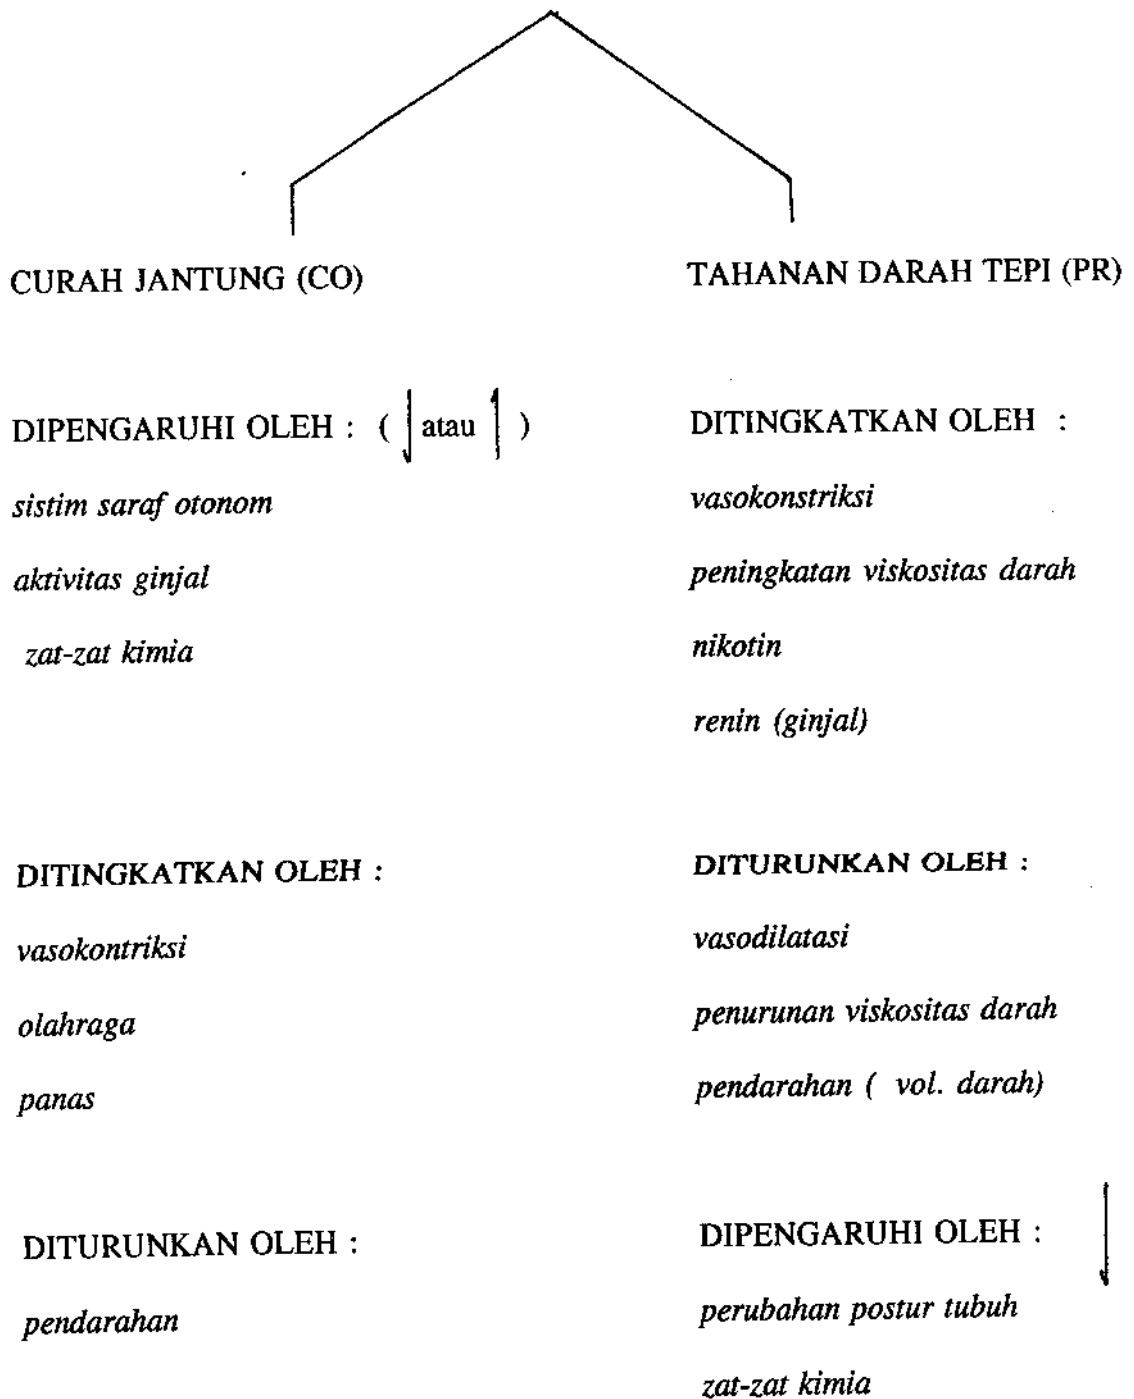 CURAH JANTUNG (CO)
DIPENGARUHI OLEH : ( ↓ atau ↑ )
sistim saraf otonom
aktivitas ginjal
zat-zat kimia
DITINGKATKAN OLEH :
vasokontriksi
olahraga
panas
DITURUNKAN OLEH :
pendarahan
TAHANAN DARAH TEPI (PR)
DITINGKATKAN OLEH :
vasokonstriksi
peningkatan viskositas darah
nikotin
renin (ginjal)
DITURUNKAN OLEH :
vasodilatasi
penurunan viskositas darah
pendarahan ( vol. darah)
DIPENGARUHI OLEH : ↓
perubahan postur tubuh
zat-zat kimia